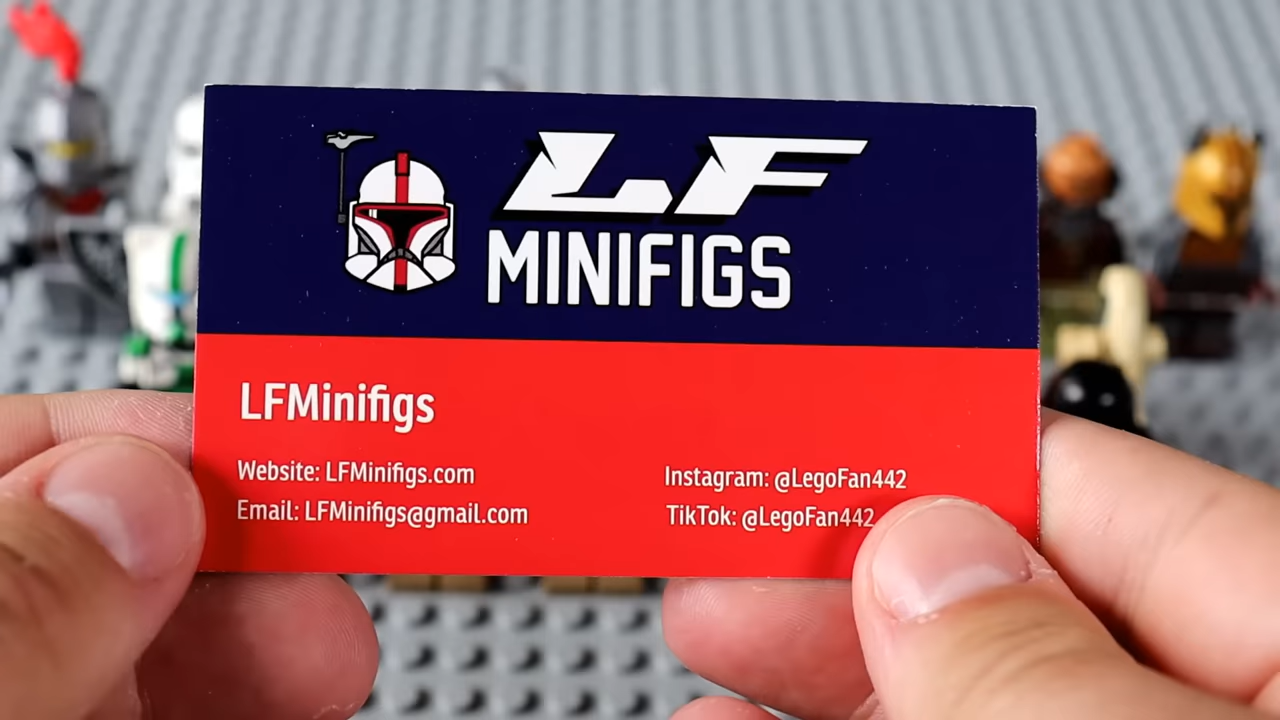 LF
MINIFIGS
LFMinifigs
Website: LFMinifigs.com
Email: LFMinifigs@gmail.com
Instagram: @LegoFan442
TikTok: @LegoFan442